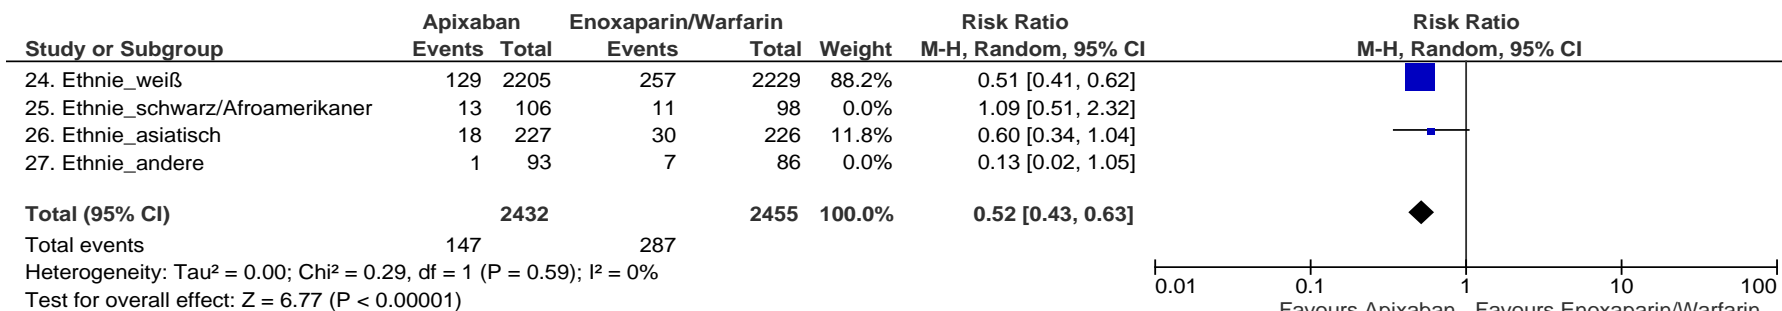 Apixaban Enoxaparin/Warfarin Risk Ratio Risk Ratio
Study or Subgroup Events Total Events Total Weight M-H, Random, 95% CI M-H, Random, 95% CI
24. Ethnie_weiß 129 2205 257 2229 88.2% 0.51 [0.41, 0.62]
25. Ethnie_schwarz/Afroamerikaner 13 106 11 98 0.0% 1.09 [0.51, 2.32]
26. Ethnie_asiatisch 18 227 30 226 11.8% 0.60 [0.34, 1.04]
27. Ethnie_andere 1 93 7 86 0.0% 0.13 [0.02, 1.05]
Total (95% CI) 2432 2455 100.0% 0.52 [0.43, 0.63]
Total events 147 287
Heterogeneity: Tau² = 0.00; Chi² = 0.29, df = 1 (P = 0.59); I² = 0%
Test for overall effect: Z = 6.77 (P < 0.00001)
0.01 0.1 1 10 100
Favours Apixaban Favours Enoxaparin/Warfarin